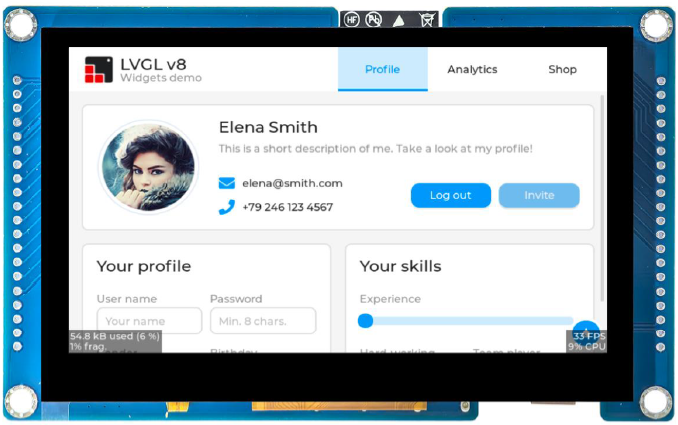 HF Pb
LVGL v8
Widgets demo
Profile
Analytics
Shop
Elena Smith
This is a short description of me. Take a look at my profile!
elena@smith.com
+79 246 123 4567
Log out
Invite
Your profile
User name
Password
Your name
Min. 8 chars.
Birthday
Your skills
Experience
Hard-working
Team player
54.8 kB used (6 %)
1% frag.
33 FPS
9% CPU